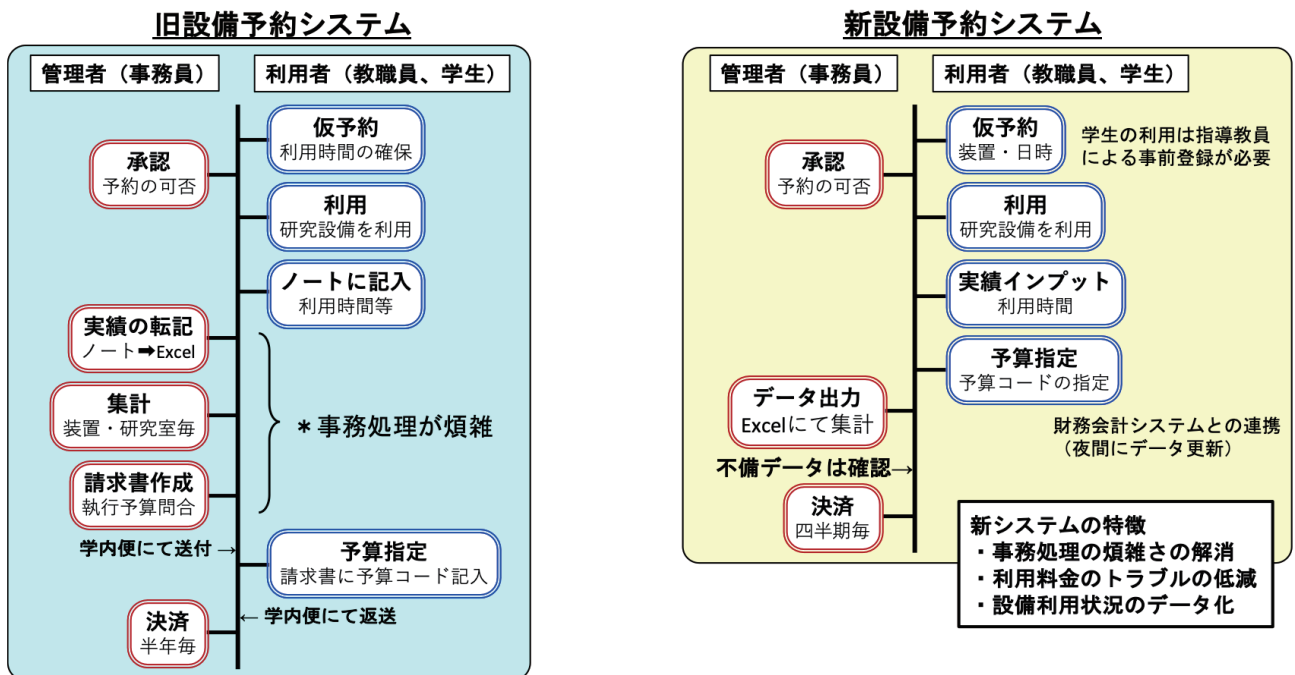 旧設備予約システム
管理者（事務員）
利用者（教職員、学生）
仮予約
利用時間の確保
承認
予約の可否
利用
研究設備を利用
ノートに記入
利用時間等
実績の転記
ノート➡Excel
集計
装置・研究室毎
＊事務処理が煩雑
請求書作成
執行予算問合
学内便にて送付→
予算指定
請求書に予算コード記入
←学内便にて返送
決済
半年毎
新設備予約システム
管理者（事務員）
利用者（教職員、学生）
仮予約
装置・日時
学生の利用は指導教員
による事前登録が必要
承認
予約の可否
利用
研究設備を利用
実績インプット
利用時間
予算指定
予算コードの指定
データ出力
Excelにて集計
財務会計システムとの連携
（夜間にデータ更新）
不備データは確認→
決済
四半期毎
新システムの特徴
・事務処理の煩雑さの解消
・利用料金のトラブルの低減
・設備利用状況のデータ化